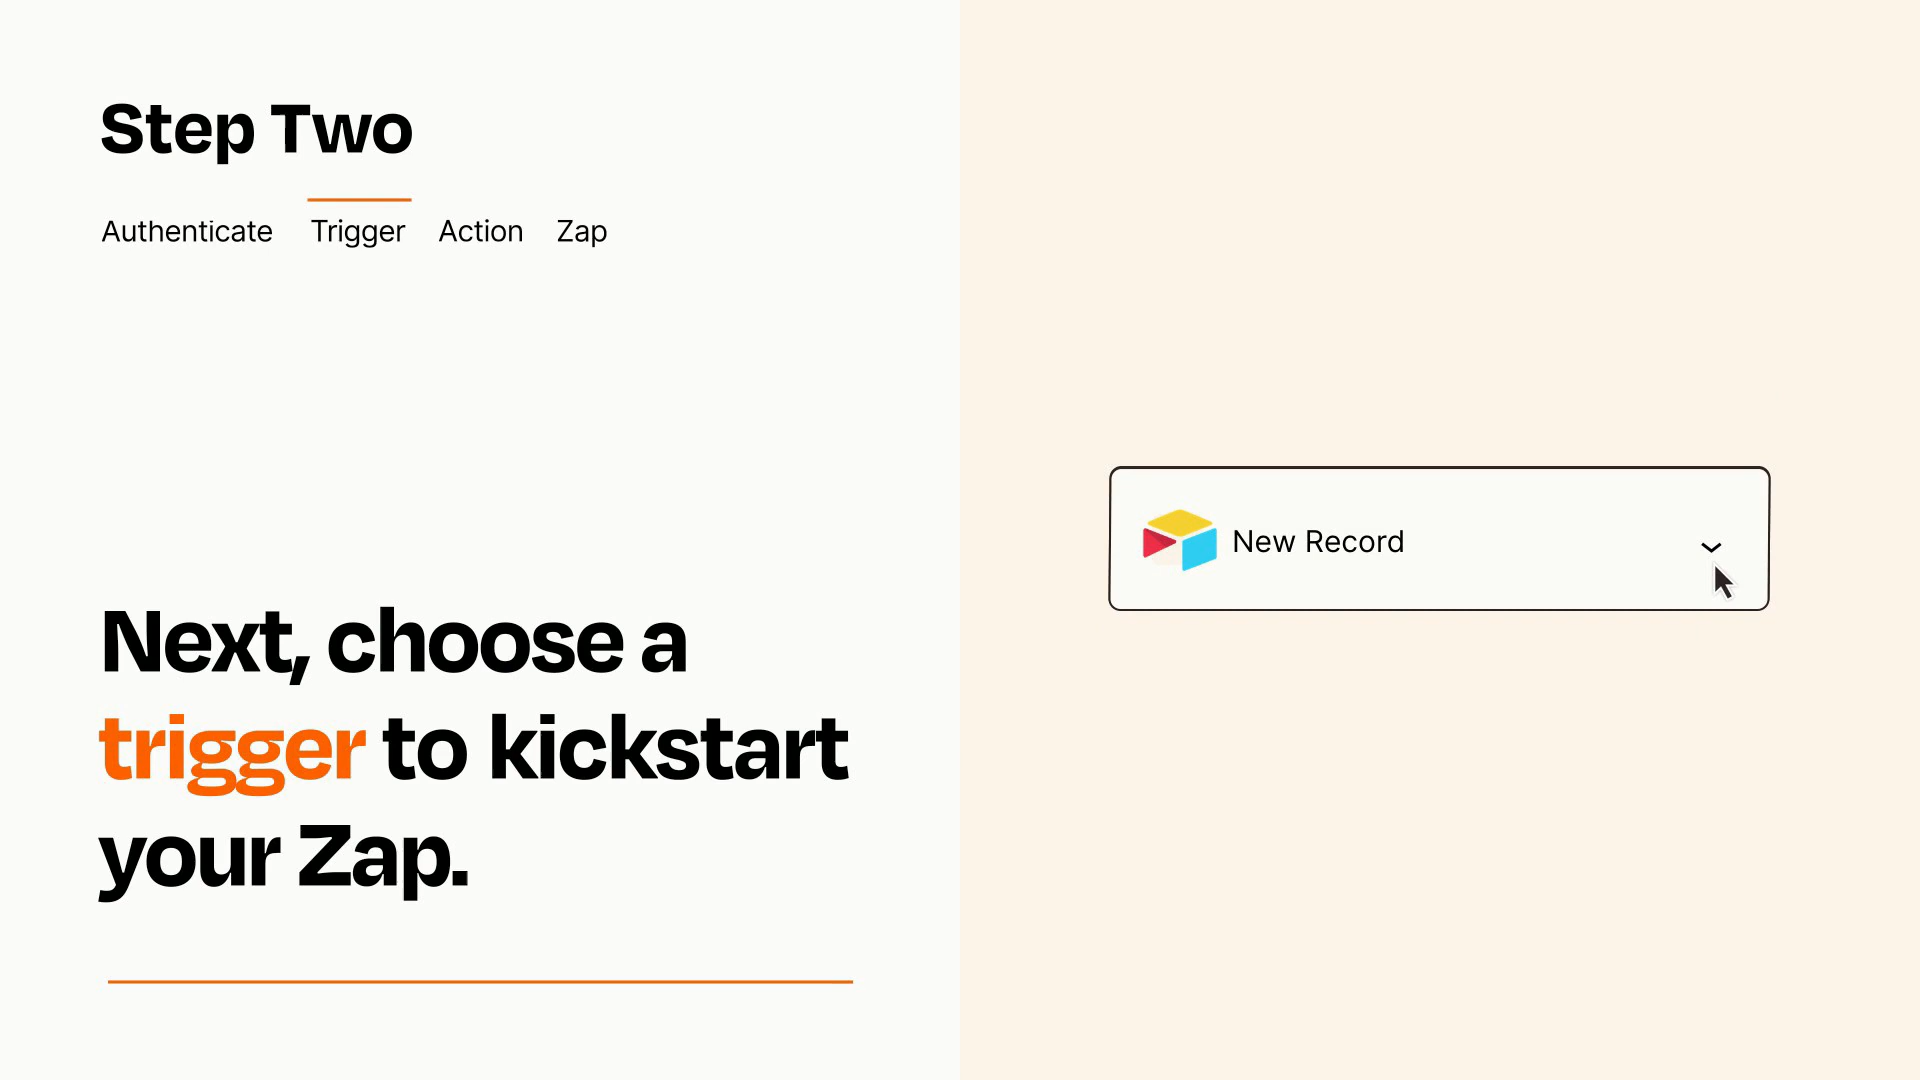 Step Two
Authenticate Trigger Action Zap
Next, choose a
trigger to kickstart
your Zap.
New Record